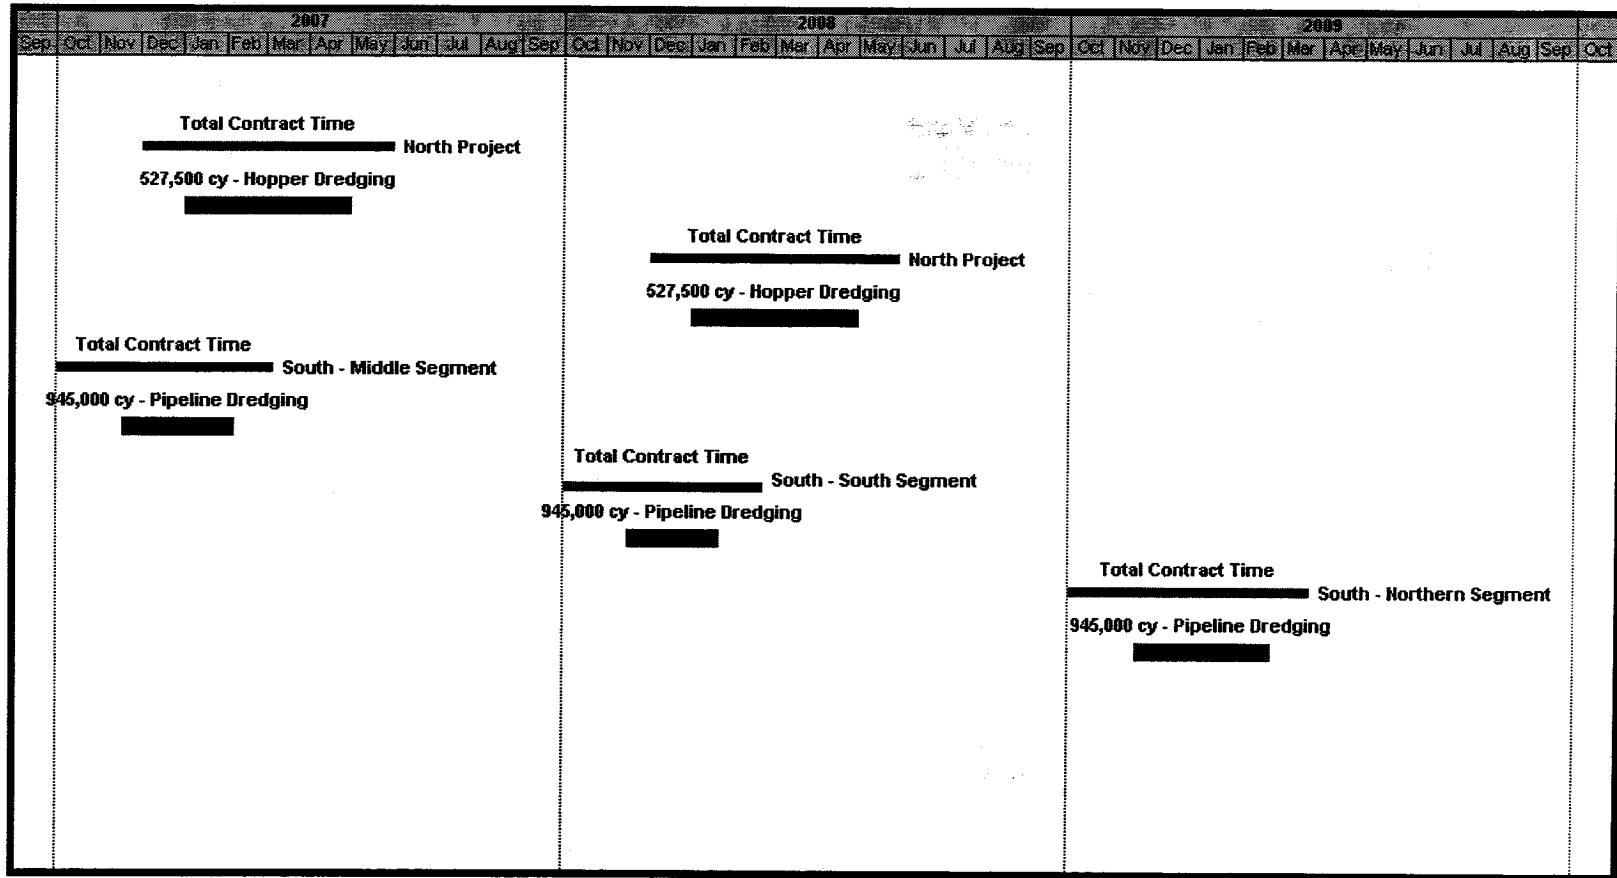 2007 2008 2009
Sep Oct Nov Dec Jan Feb Mar Apr May Jun Jul Aug Sep Oct Nov Dec Jan Feb Mar Apr May Jun Jul Aug Sep Oct Nov Dec Jan Feb Mar Apr May Jun Jul Aug Sep Oct
Total Contract Time
North Project
527,500 cy - Hopper Dredging
Total Contract Time
North Project
527,500 cy - Hopper Dredging
Total Contract Time
South - Middle Segment
945,000 cy - Pipeline Dredging
Total Contract Time
South - South Segment
945,000 cy - Pipeline Dredging
Total Contract Time
South - Northern Segment
945,000 cy - Pipeline Dredging